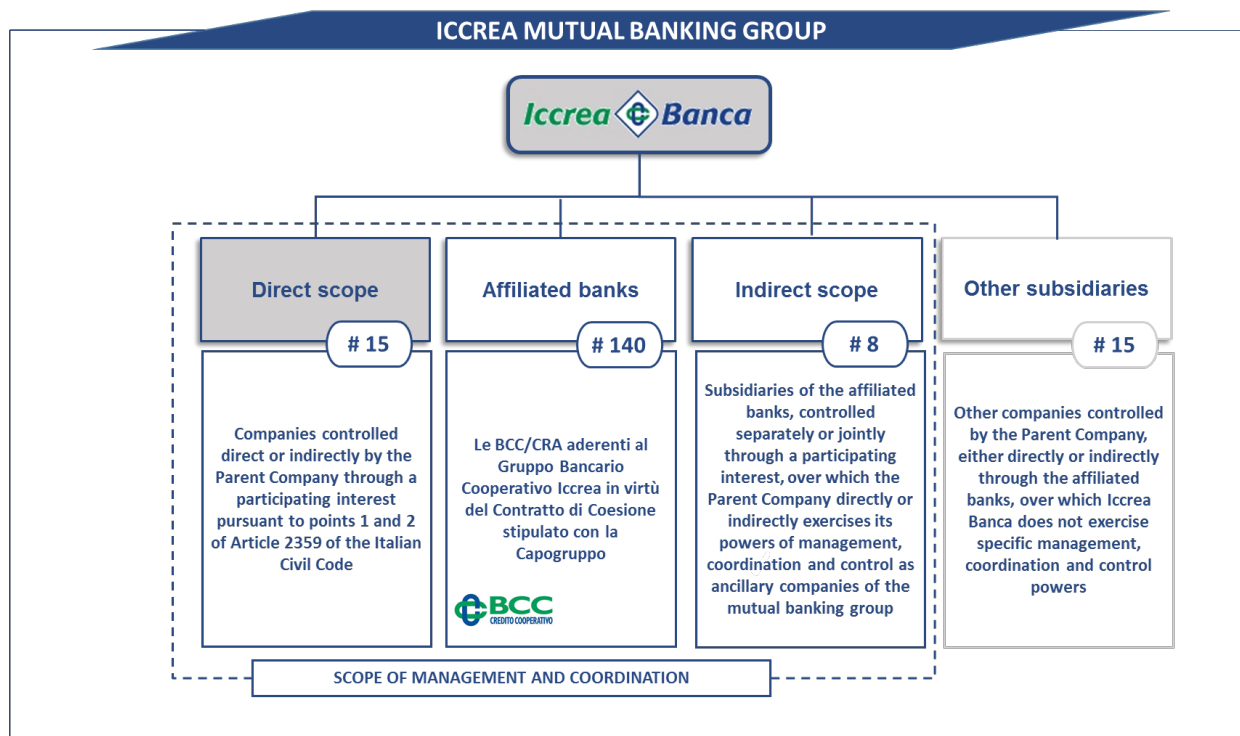 ICCREA MUTUAL BANKING GROUP
Iccrea Banca
Direct scope
# 15
Companies controlled
direct or indirectly by the
Parent Company through a
participating interest
pursuant to points 1 and 2
of Article 2359 of the Italian
Civil Code
Affiliated banks
# 140
Le BCC/CRA aderenti al
Gruppo Bancario
Cooperativo Iccrea in virtù
del Contratto di Coesione
stipulato con la
Capogruppo
BCC
CREDITO COOPERATIVO
Indirect scope
# 8
Subsidiaries of the affiliated
banks, controlled
separately or jointly
through a participating
interest, over which the
Parent Company directly or
indirectly exercises its
powers of management,
coordination and control as
ancillary companies of the
mutual banking group
Other subsidiaries
# 15
Other companies controlled
by the Parent Company,
either directly or indirectly
through the affiliated
banks, over which Iccrea
Banca does not exercise
specific management,
coordination and control
powers
SCOPE OF MANAGEMENT AND COORDINATION